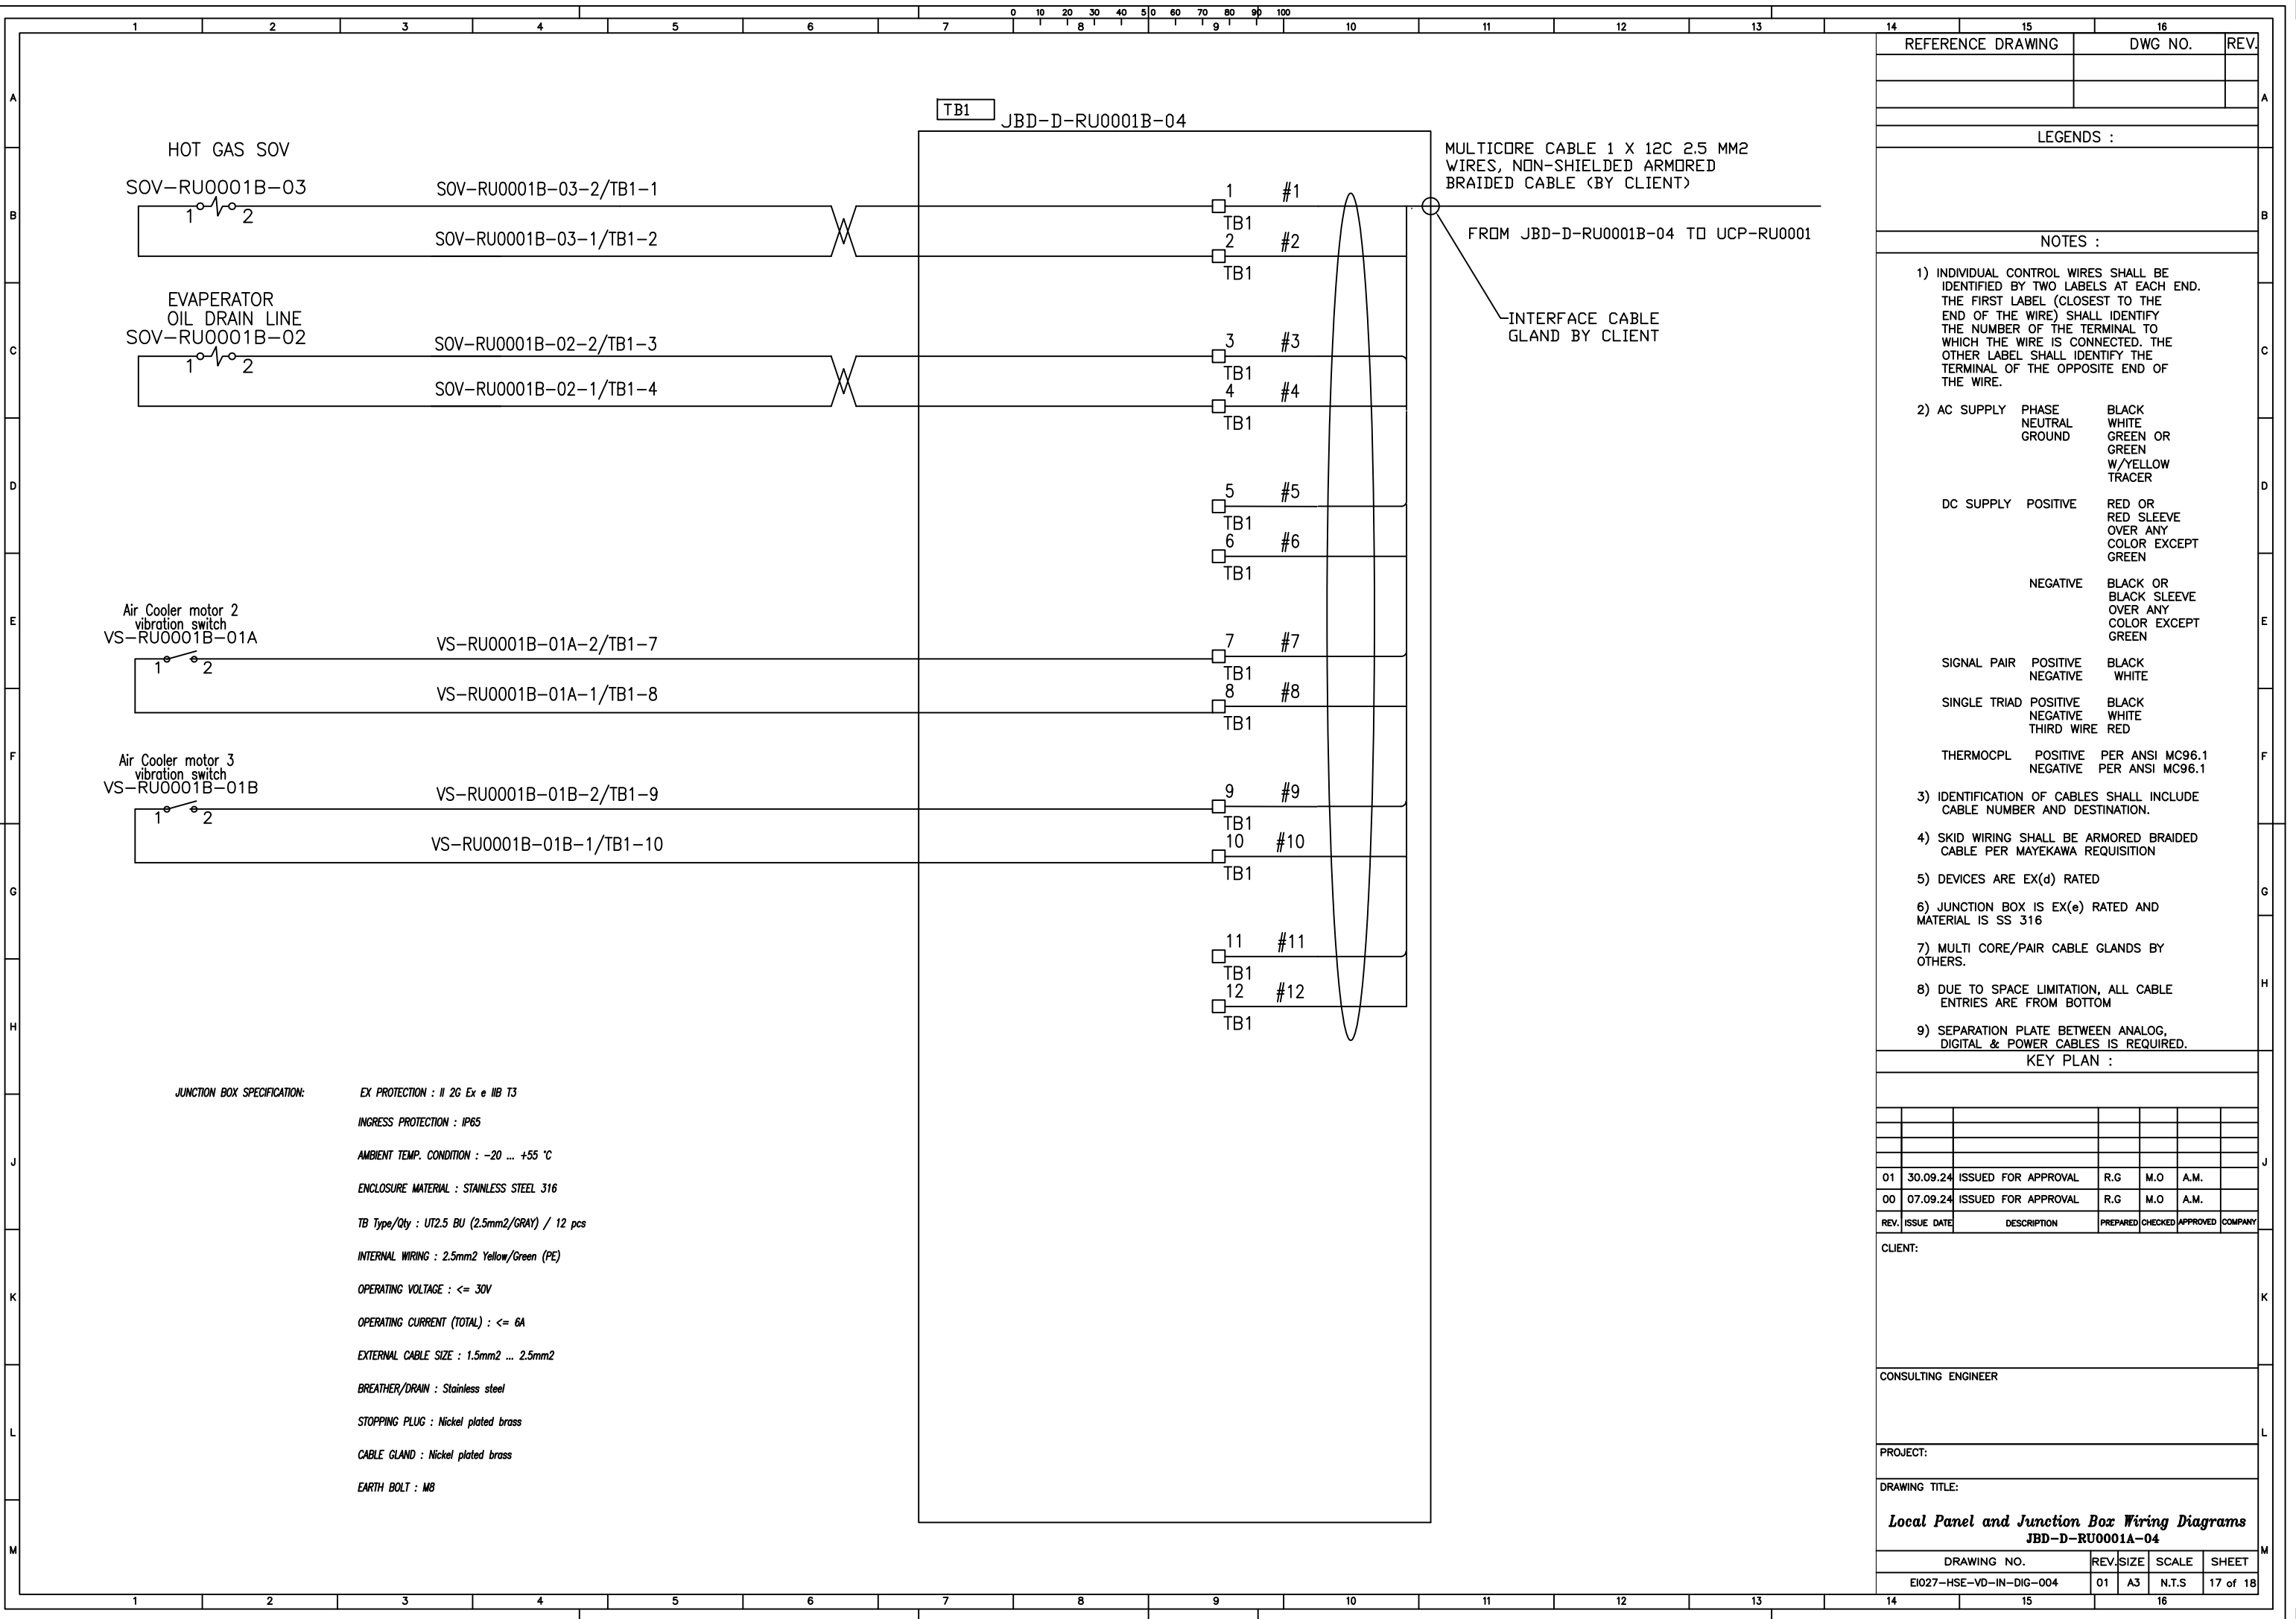 0 10 20 30 40 50 60 70 80 90 100
1 2 3 4 5 6 7 8 9 10 11 12 13 14 15 16
A
B
C
D
E
F
G
H
J
K
L
M
TB1
JBD-D-RU0001B-04
HOT GAS SOV
SOV-RU0001B-03
1 2
SOV-RU0001B-03-2/TB1-1
SOV-RU0001B-03-1/TB1-2
EVAPERATOR
OIL DRAIN LINE
SOV-RU0001B-02
1 2
SOV-RU0001B-02-2/TB1-3
SOV-RU0001B-02-1/TB1-4
Air Cooler motor 2
vibration switch
VS-RU0001B-01A
1 2
VS-RU0001B-01A-2/TB1-7
VS-RU0001B-01A-1/TB1-8
Air Cooler motor 3
vibration switch
VS-RU0001B-01B
1 2
VS-RU0001B-01B-2/TB1-9
VS-RU0001B-01B-1/TB1-10
1 #1
TB1
2 #2
TB1
3 #3
TB1
4 #4
TB1
5 #5
TB1
6 #6
TB1
7 #7
TB1
8 #8
TB1
9 #9
TB1
10 #10
TB1
11 #11
TB1
12 #12
TB1
MULTICORE CABLE 1 X 12C 2.5 MM2
WIRES, NON-SHIELDED ARMORED
BRAIDED CABLE (BY CLIENT)
FROM JBD-D-RU0001B-04 TO UCP-RU0001
INTERFACE CABLE
GLAND BY CLIENT
JUNCTION BOX SPECIFICATION:
EX PROTECTION : II 2G Ex e IIB T3
INGRESS PROTECTION : IP65
AMBIENT TEMP. CONDITION : -20 ... +55 °C
ENCLOSURE MATERIAL : STAINLESS STEEL 316
TB Type/Qty : UT2.5 BU (2.5mm2/GRAY) / 12 pcs
INTERNAL WIRING : 2.5mm2 Yellow/Green (PE)
OPERATING VOLTAGE : <= 30V
OPERATING CURRENT (TOTAL) : <= 6A
EXTERNAL CABLE SIZE : 1.5mm2 ... 2.5mm2
BREATHER/DRAIN : Stainless steel
STOPPING PLUG : Nickel plated brass
CABLE GLAND : Nickel plated brass
EARTH BOLT : M8
REFERENCE DRAWING DWG NO. REV.
LEGENDS :
NOTES :
1) INDIVIDUAL CONTROL WIRES SHALL BE
IDENTIFIED BY TWO LABELS AT EACH END.
THE FIRST LABEL (CLOSEST TO THE
END OF THE WIRE) SHALL IDENTIFY
THE NUMBER OF THE TERMINAL TO
WHICH THE WIRE IS CONNECTED. THE
OTHER LABEL SHALL IDENTIFY THE
TERMINAL OF THE OPPOSITE END OF
THE WIRE.
2) AC SUPPLY PHASE BLACK
NEUTRAL WHITE
GROUND GREEN OR
GREEN
W/YELLOW
TRACER
DC SUPPLY POSITIVE RED OR
RED SLEEVE
OVER ANY
COLOR EXCEPT
GREEN
NEGATIVE BLACK OR
BLACK SLEEVE
OVER ANY
COLOR EXCEPT
GREEN
SIGNAL PAIR POSITIVE BLACK
NEGATIVE WHITE
SINGLE TRIAD POSITIVE BLACK
NEGATIVE WHITE
THIRD WIRE RED
THERMOCPL POSITIVE PER ANSI MC96.1
NEGATIVE PER ANSI MC96.1
3) IDENTIFICATION OF CABLES SHALL INCLUDE
CABLE NUMBER AND DESTINATION.
4) SKID WIRING SHALL BE ARMORED BRAIDED
CABLE PER MAYEKAWA REQUISITION
5) DEVICES ARE EX(d) RATED
6) JUNCTION BOX IS EX(e) RATED AND
MATERIAL IS SS 316
7) MULTI CORE/PAIR CABLE GLANDS BY
OTHERS.
8) DUE TO SPACE LIMITATION, ALL CABLE
ENTRIES ARE FROM BOTTOM
9) SEPARATION PLATE BETWEEN ANALOG,
DIGITAL & POWER CABLES IS REQUIRED.
KEY PLAN :
01 30.09.24 ISSUED FOR APPROVAL R.G M.O A.M.
00 07.09.24 ISSUED FOR APPROVAL R.G M.O A.M.
REV. ISSUE DATE DESCRIPTION PREPARED CHECKED APPROVED COMPANY
CLIENT:
CONSULTING ENGINEER
PROJECT:
DRAWING TITLE:
Local Panel and Junction Box Wiring Diagrams
JBD-D-RU0001A-04
DRAWING NO. REV. SIZE SCALE SHEET
EI027-HSE-VD-IN-DIG-004 01 A3 N.T.S 17 of 18
A
B
C
D
E
F
G
H
J
K
L
M
1 2 3 4 5 6 7 8 9 10 11 12 13 14 15 16